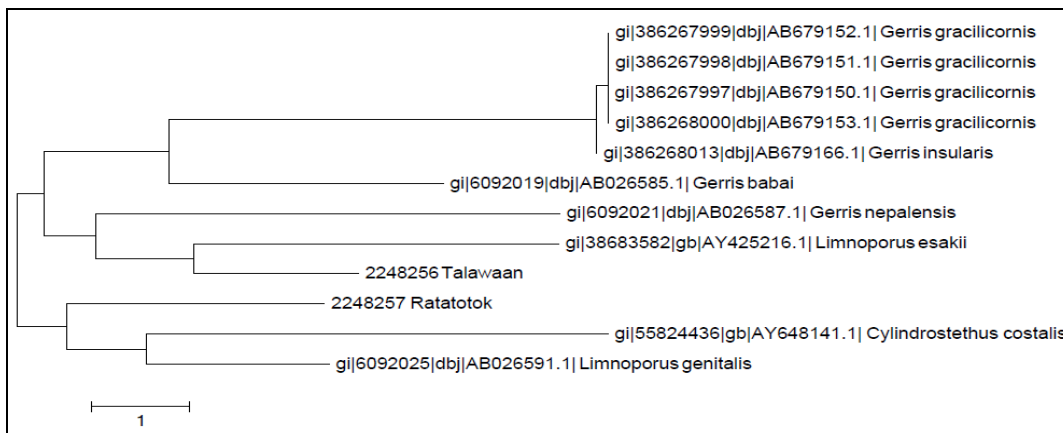 gi|386267999|dbj|AB679152.1| Gerris gracilicornis
gi|386267998|dbj|AB679151.1| Gerris gracilicornis
gi|386267997|dbj|AB679150.1| Gerris gracilicornis
gi|386268000|dbj|AB679153.1| Gerris gracilicornis
gi|386268013|dbj|AB679166.1| Gerris insularis
gi|6092019|dbj|AB026585.1| Gerris babai
gi|6092021|dbj|AB026587.1| Gerris nepalensis
gi|38683582|gb|AY425216.1| Limnoporus esakii
2248256 Talawaan
2248257 Ratatotok
gi|55824436|gb|AY648141.1| Cylindrostethus costalis
gi|6092025|dbj|AB026591.1| Limnoporus genitalis
1